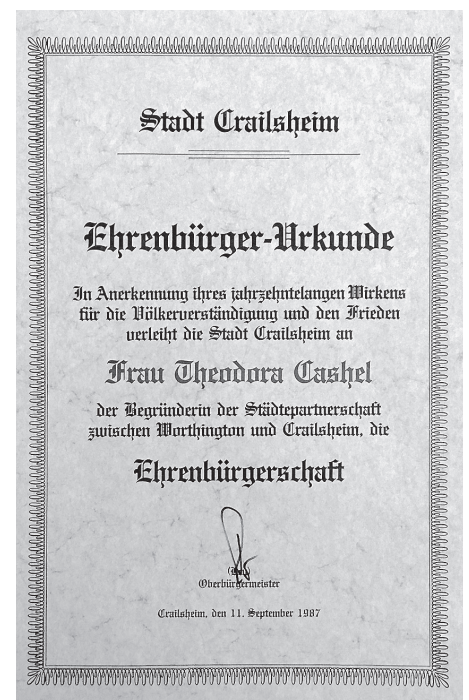 Stadt Crailsheim
Ehrenbürger-Urkunde
In Anerkennung ihres jahrzehntelangen Wirkens
für die Völkerverständigung und den Frieden
verleiht die Stadt Crailsheim an
Frau Theodora Cashel
der Begründerin der Städtepartnerschaft
zwischen Worthington und Crailsheim, die
Ehrenbürgerschaft
Oberbürgermeister
Crailsheim, den 11. September 1987